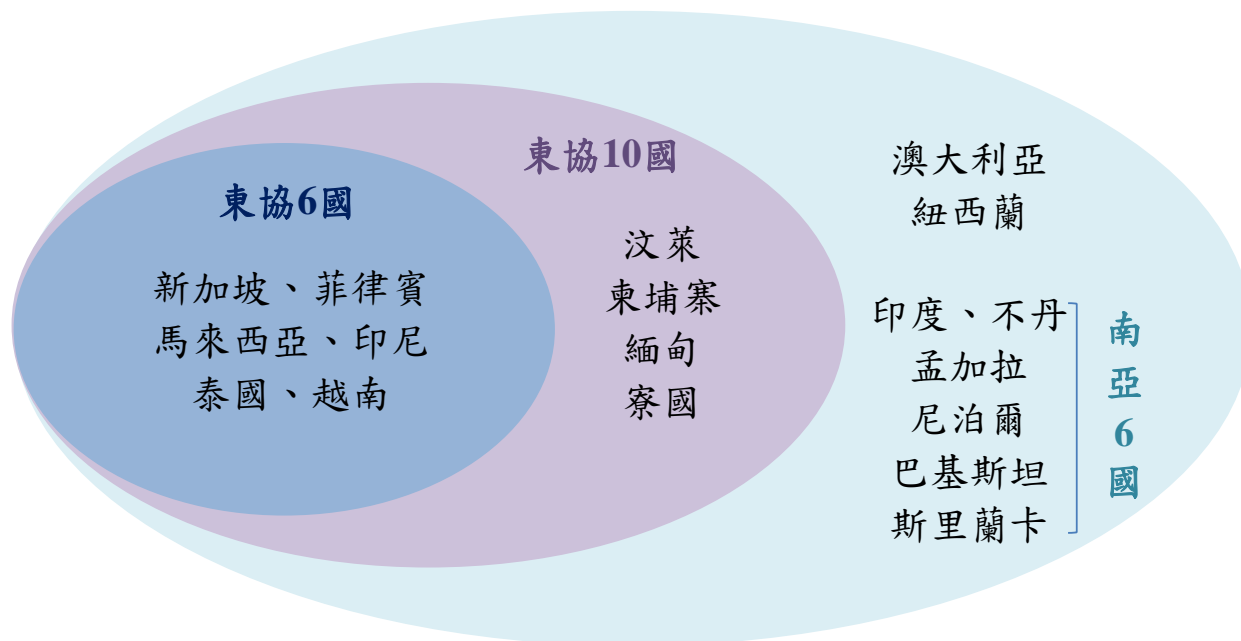 東協6國
新加坡、菲律賓
馬來西亞、印尼
泰國、越南
東協10國
汶萊
柬埔寨
緬甸
寮國
澳大利亞
紐西蘭
印度、不丹
孟加拉
尼泊爾
巴基斯坦
斯里蘭卡
南亞6國